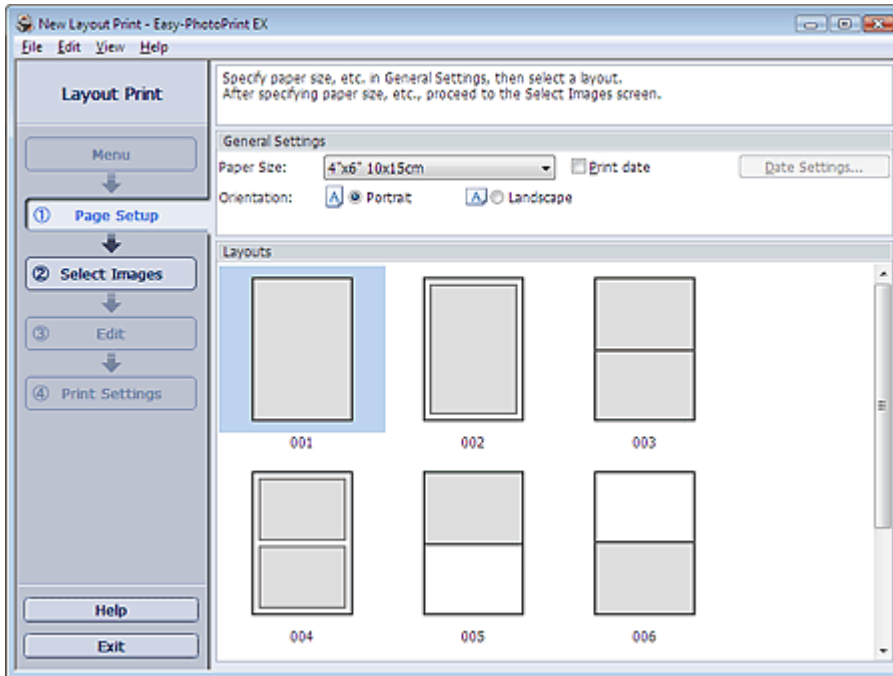 New Layout Print - Easy-PhotoPrint EX
File Edit View Help
Layout Print
Specify paper size, etc. in General Settings, then select a layout.
After specifying paper size, etc., proceed to the Select Images screen.
Menu
① Page Setup
② Select Images
③ Edit
④ Print Settings
Help
Exit
General Settings
Paper Size: 4"x6" 10x15cm Print date Date Settings...
Orientation: A Portrait A Landscape
Layouts
001 002 003
004 005 006